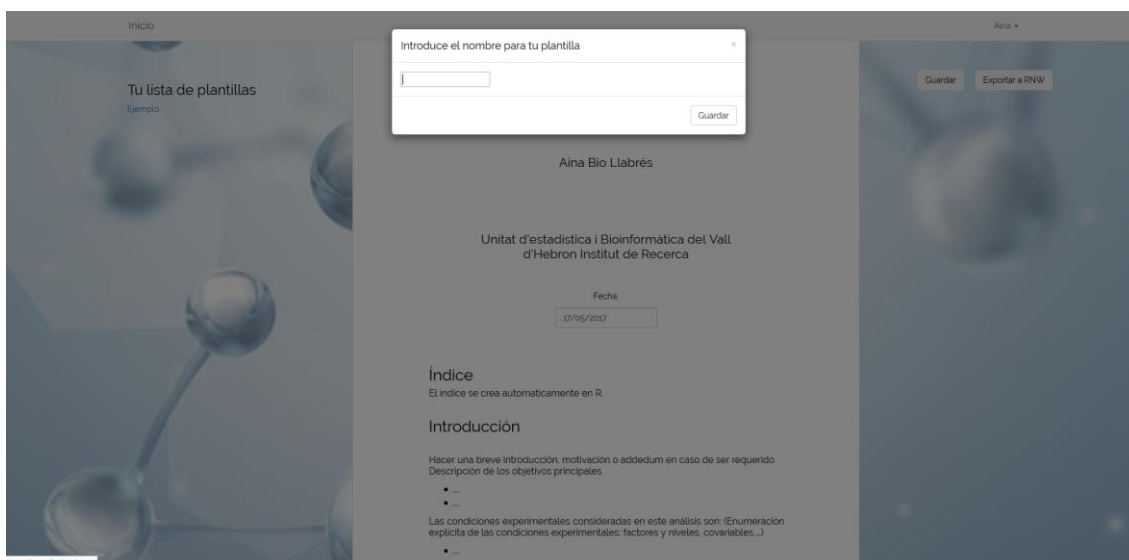 Inicio
Aina
Introduce el nombre para tu plantilla
×
Guardar
Tu lista de plantillas
Ejemplo
Guardar
Exportar a RNW
Aina Bio Llabrés
Unitat d'estadística i Bioinformàtica del Vall
d'Hebron Institut de Recerca
Fecha
17/05/2017
Índice
El indice se crea automaticamente en R.
Introducción
Hacer una breve introducción, motivación o addedum en caso de ser requerido
Descripción de los objetivos principales
• ...
• ...
Las condiciones experimentales consideradas en este análisis son: (Enumeración
explicita de las condiciones experimentales: factores y niveles, covariables,...)
• ...